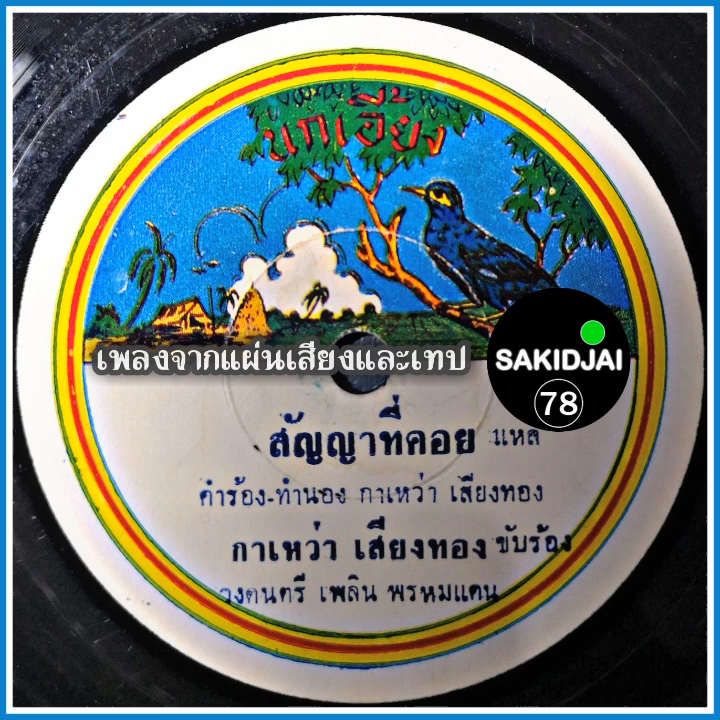 นกเอี้ยง
เพลงจากแผ่นเสียงและเทป
SAKIDJAI
78
สัญญาที่คอย แหล่
คำร้อง-ทำนอง กาเหว่า เสียงทอง
กาเหว่า เสียงทอง ขับร้อง
วงดนตรี เพลิน พรหมแดน